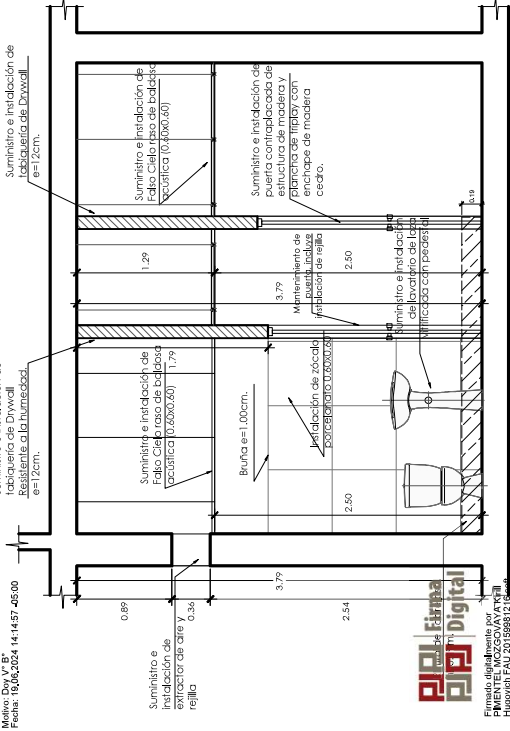 Suministro e instalación de
tabiquería de Drywall
e=12cm.
Suministro e instalación de
Falso Cielo raso de baldosa
acústica (0.60x0.60)
Suministro e instalación de
puerta contraplacada de
estructura de madera y
plancha de triplay con
enchape de madera
cedro.
0.19
1.29
2.50
3.79
Mantenimiento de
puerta, incluye
instalación de rejilla
Suministro e instalación
de lavatorio de loza
vitrificada con pedestal
tabiquería de Drywall
Resistente a la humedad.
e=12cm.
Suministro e instalación de
Falso Cielo raso de baldosa
acústica (0.60x0.60)
1.79
Bruña e=1.00cm.
Instalación de zócalo
porcelanato 0.60x0.60
2.50
3.79
0.89
0.36
2.54
Suministro e
instalación de
extractor de aire y
rejilla
Motivo: Doy V° B°
Fecha: 19.06.2024 14:14:57 -05:00
Firma
Digital
Firmado digitalmente por
PIMENTEL MOZGOVAYA Kirill
Hugovich FAU 20159981216 soft